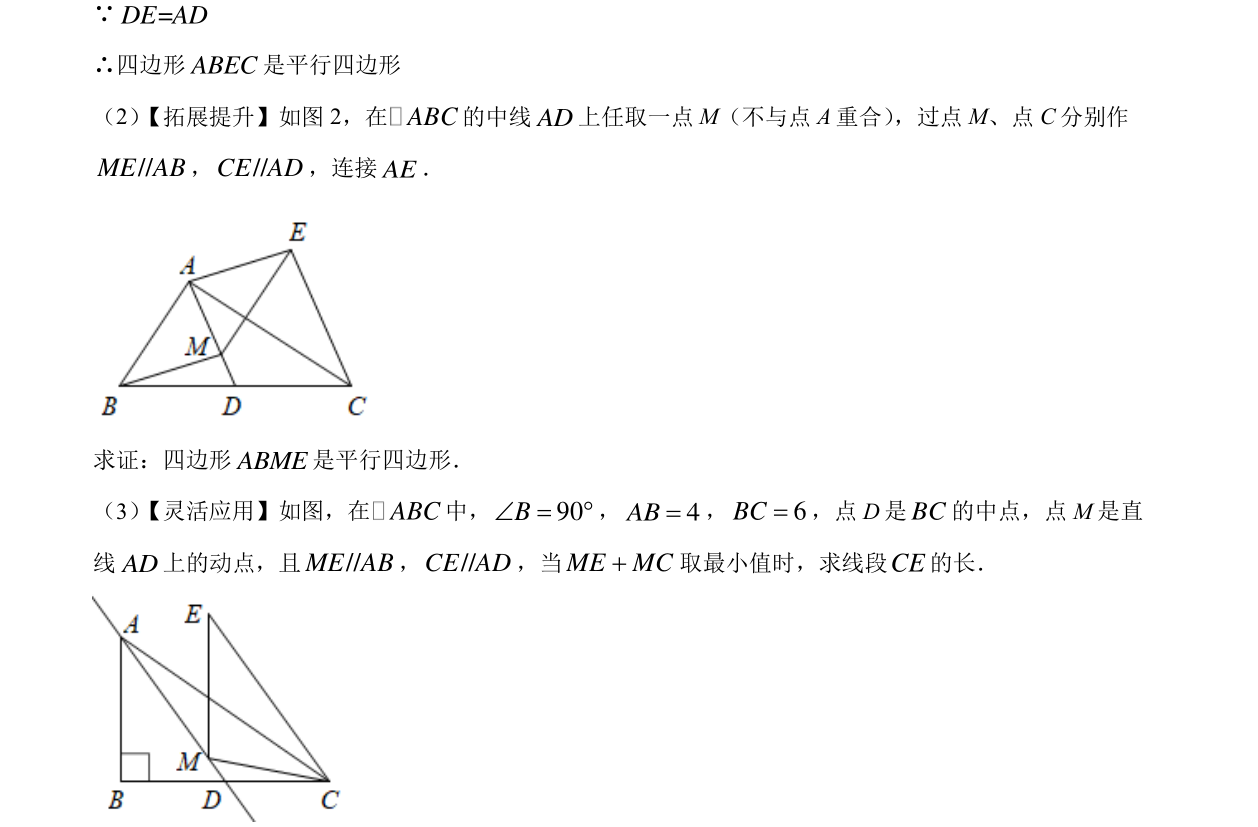 ∵ DE=AD
∴四边形 ABEC 是平行四边形
（2）【拓展提升】如图 2，在□ABC 的中线 AD 上任取一点 M（不与点 A 重合），过点 M、点 C 分别作
ME//AB，CE//AD，连接 AE．
E
A
M
B D C
求证：四边形 ABME 是平行四边形．
（3）【灵活应用】如图，在□ABC 中，∠B = 90°，AB = 4，BC = 6，点 D 是 BC 的中点，点 M 是直
线 AD 上的动点，且 ME//AB，CE//AD，当 ME + MC 取最小值时，求线段 CE 的长．
A E
M
B D C